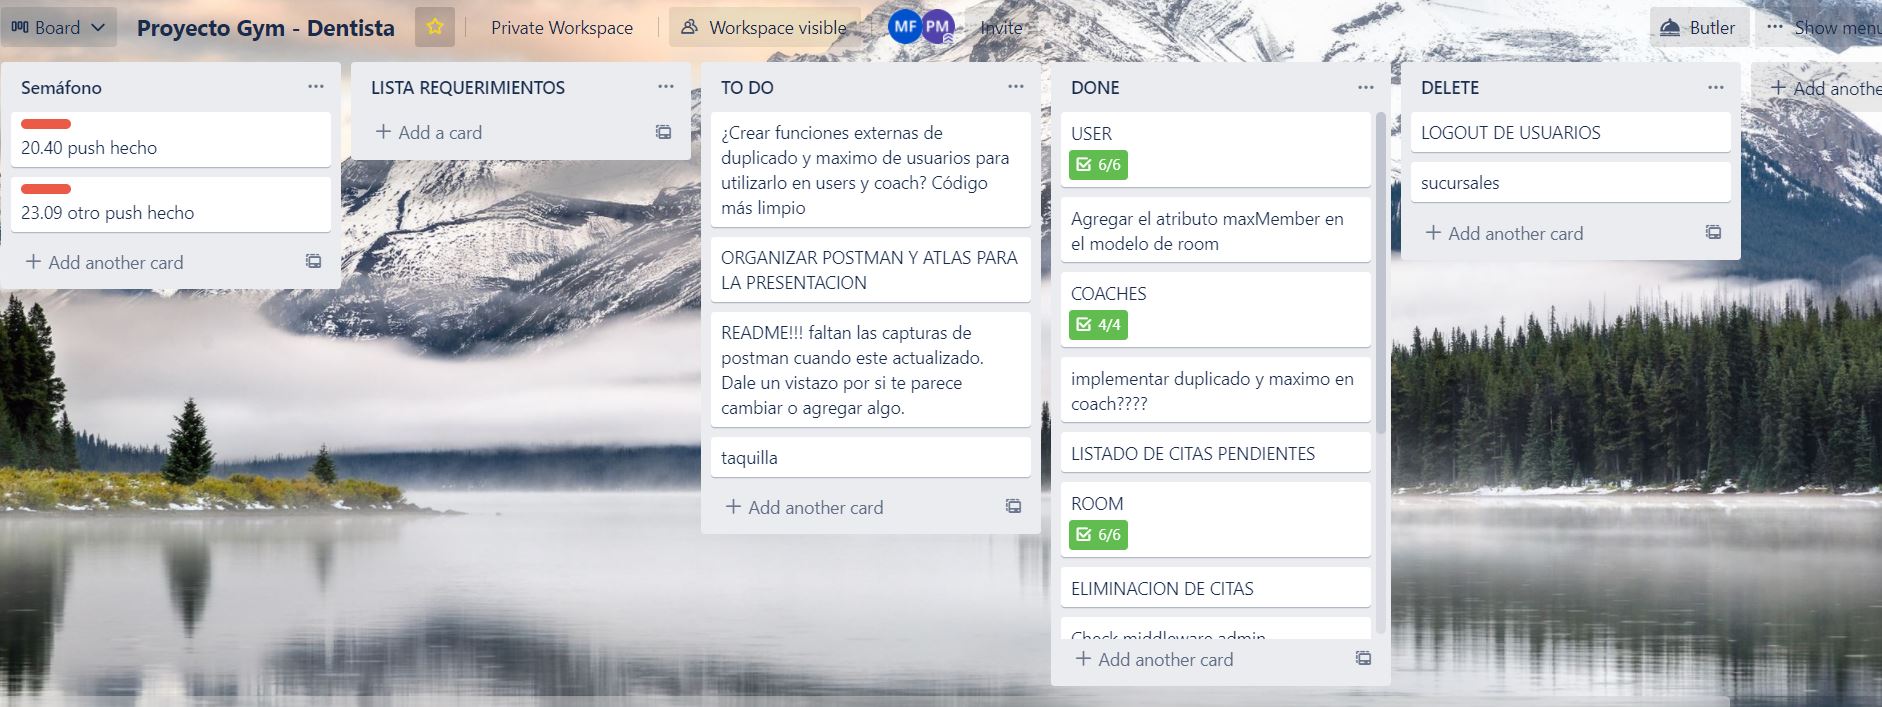 Board
Proyecto Gym - Dentista
Private Workspace
Workspace visible
MF
PM
Invite
Butler
Show menu
Semáfono
20.40 push hecho
23.09 otro push hecho
Add another card
LISTA REQUERIMIENTOS
Add a card
TO DO
¿Crear funciones externas de
duplicado y maximo de usuarios para
utilizarlo en users y coach? Código
más limpio
ORGANIZAR POSTMAN Y ATLAS PARA
LA PRESENTACION
README!!! faltan las capturas de
postman cuando este actualizado.
Dale un vistazo por si te parece
cambiar o agregar algo.
taquilla
Add another card
DONE
USER
6/6
Agregar el atributo maxMember en
el modelo de room
COACHES
4/4
implementar duplicado y maximo en
coach????
LISTADO DE CITAS PENDIENTES
ROOM
6/6
ELIMINACION DE CITAS
Check middleware admin
Add another card
DELETE
LOGOUT DE USUARIOS
sucursales
Add another card
Add anothe